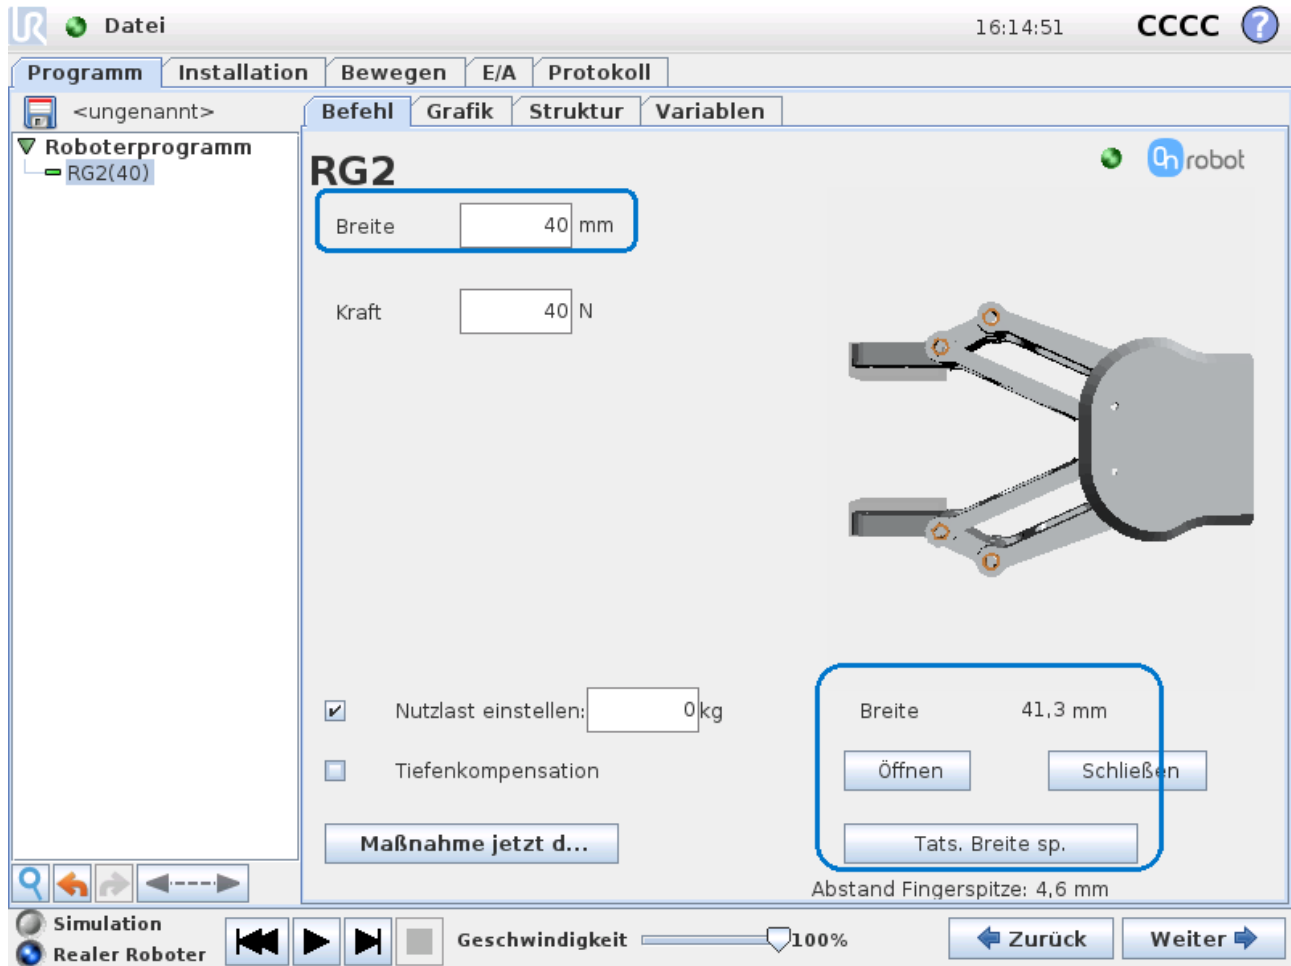 Datei
16:14:51
CCCC
?
Programm Installation Bewegen E/A Protokoll
<ungenannt>
Befehl Grafik Struktur Variablen
Roboterprogramm
RG2(40)
RG2
On robot
Breite 40 mm
Kraft 40 N
Nutzlast einstellen: 0 kg
Tiefenkompensation
Maßnahme jetzt d...
Breite 41,3 mm
Öffnen Schließen
Tats. Breite sp.
Abstand Fingerspitze: 4,6 mm
Simulation
Realer Roboter
Geschwindigkeit 100%
Zurück Weiter